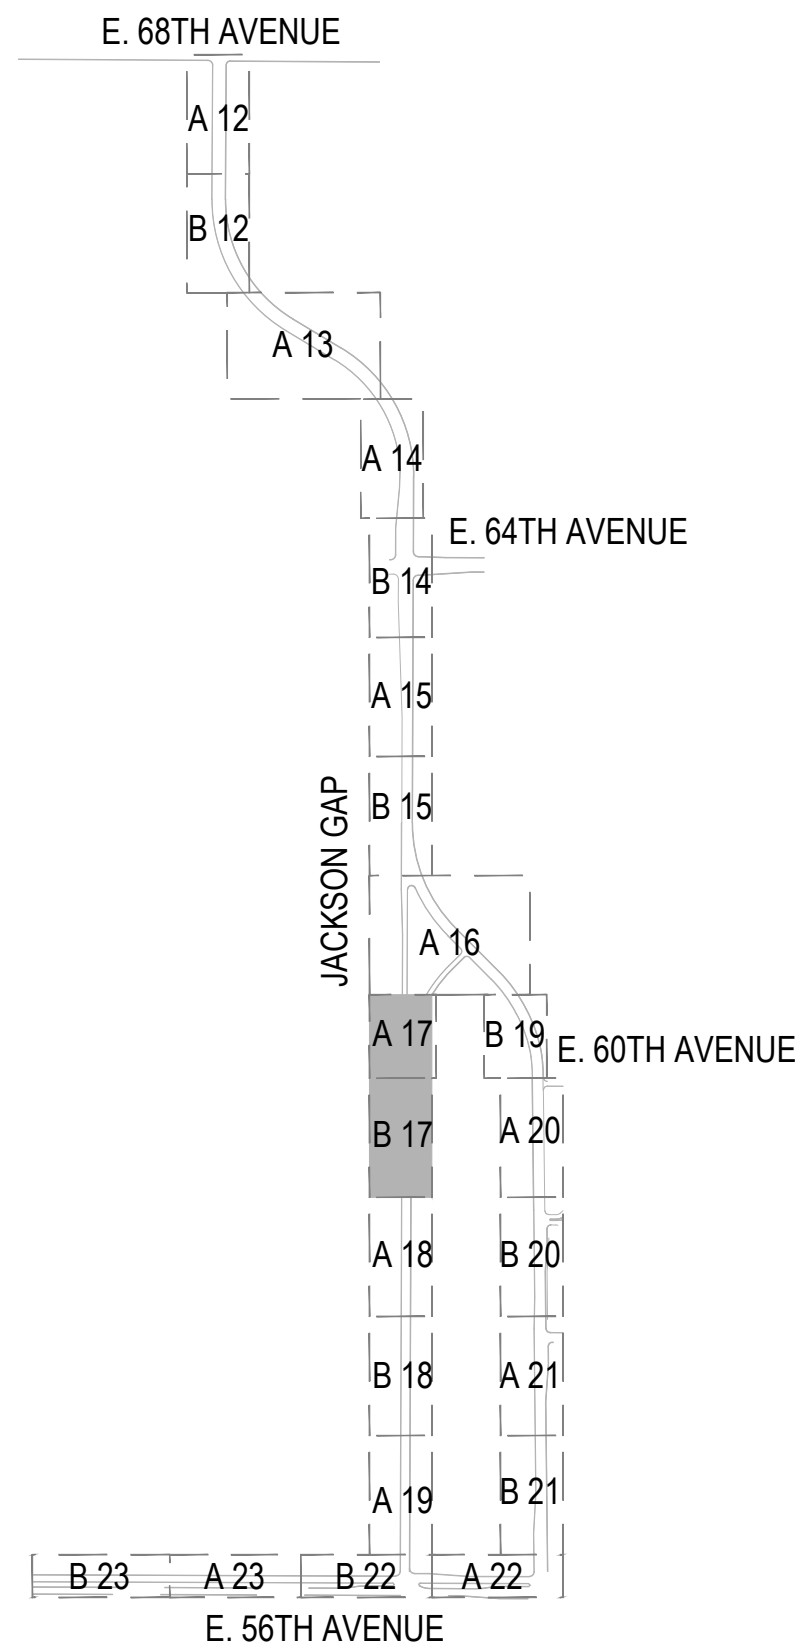 E. 68TH AVENUE
A 12
B 12
A 13
A 14
E. 64TH AVENUE
B 14
A 15
JACKSON GAP
B 15
A 16
A 17
B 19
E. 60TH AVENUE
B 17
A 20
A 18
B 20
B 18
A 21
A 19
B 21
B 23
A 23
B 22
A 22
E. 56TH AVENUE